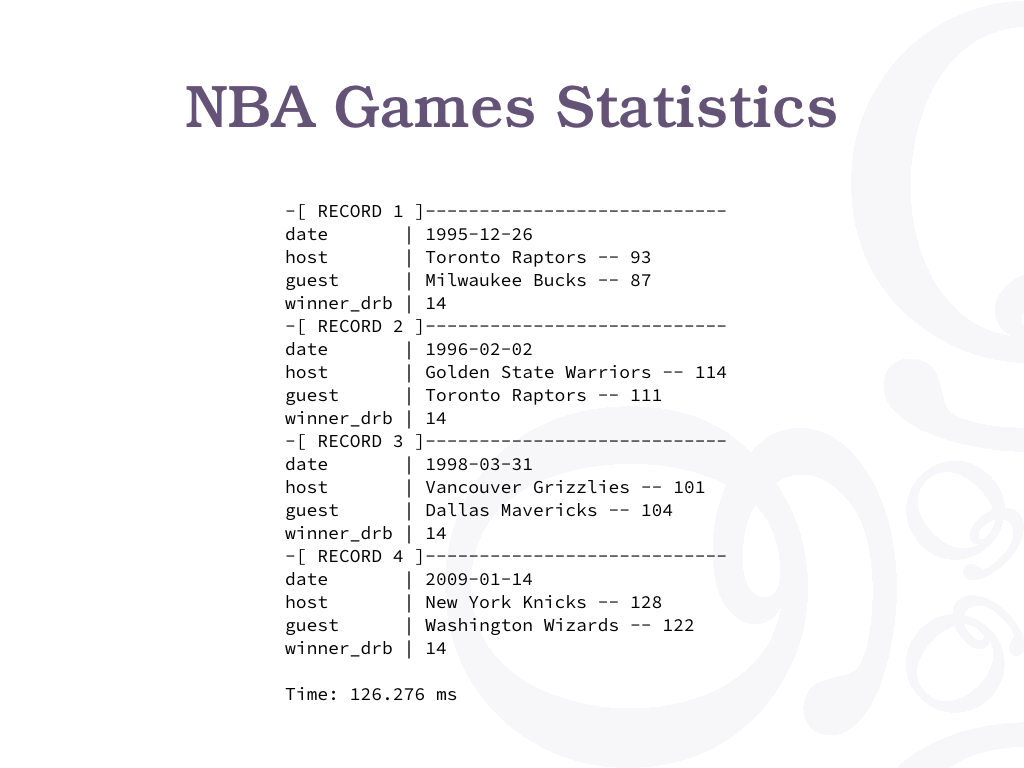 NBA Games Statistics
-[ RECORD 1 ]----------------------------
date       | 1995-12-26
host       | Toronto Raptors -- 93
guest      | Milwaukee Bucks -- 87
winner_drb | 14
-[ RECORD 2 ]----------------------------
date       | 1996-02-02
host       | Golden State Warriors -- 114
guest      | Toronto Raptors -- 111
winner_drb | 14
-[ RECORD 3 ]----------------------------
date       | 1998-03-31
host       | Vancouver Grizzlies -- 101
guest      | Dallas Mavericks -- 104
winner_drb | 14
-[ RECORD 4 ]----------------------------
date       | 2009-01-14
host       | New York Knicks -- 128
guest      | Washington Wizards -- 122
winner_drb | 14
Time: 126.276 ms